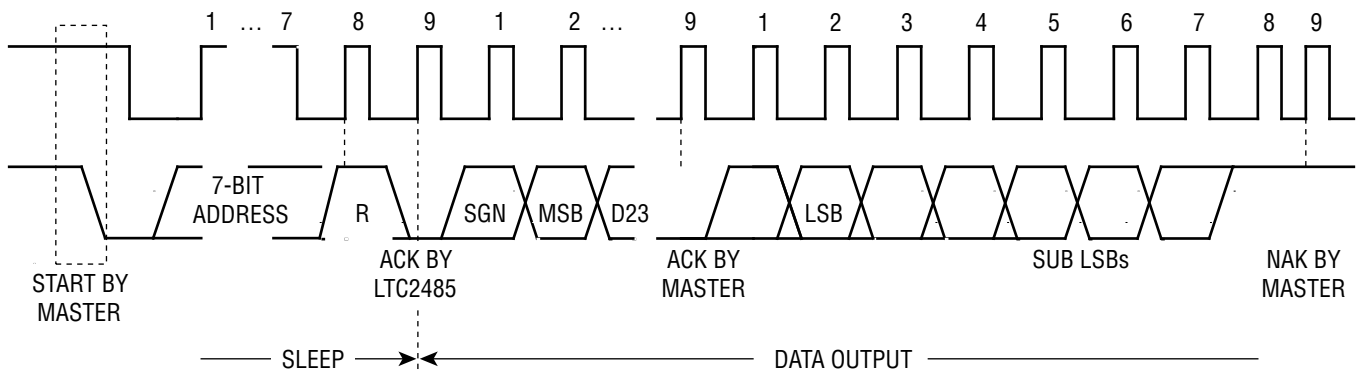 1 … 7 8 9 1 2 … 9 1 2 3 4 5 6 7 8 9
7-BIT
ADDRESS
R
SGN
MSB
D23
LSB
START BY
MASTER
ACK BY
LTC2485
ACK BY
MASTER
SUB LSBs
NAK BY
MASTER
SLEEP
DATA OUTPUT